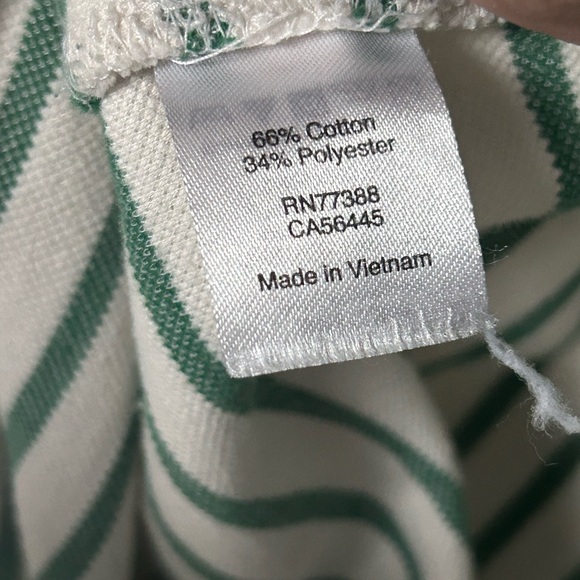 66% Cotton
34% Polyester
RN77388
CA56445
Made in Vietnam